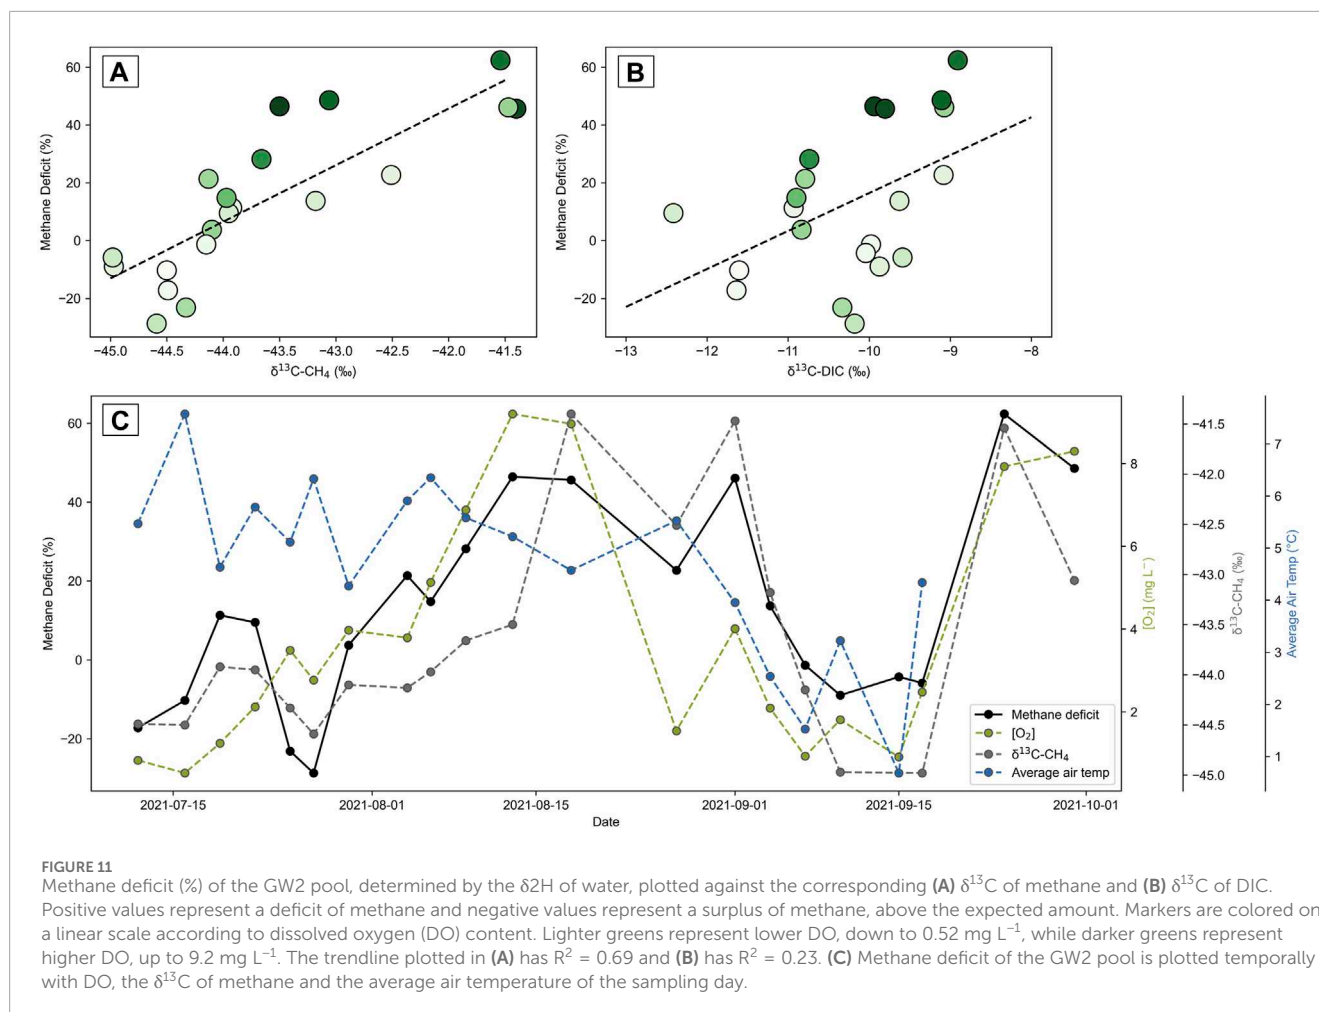 A
B
Methane Deficit (%)
60
40
20
0
−20
−45.0 −44.5 −44.0 −43.5 −43.0 −42.5 −42.0 −41.5
δ¹³C-CH₄ (‰)
Methane Deficit (%)
60
40
20
0
−20
−13 −12 −11 −10 −9 −8
δ¹³C-DIC (‰)
C
Methane Deficit (%)
60
40
20
0
−20
2021-07-15 2021-08-01 2021-08-15 2021-09-01 2021-09-15 2021-10-01
Date
8
6
4
2
[O₂] (mg L⁻)
−41.5
−42.0
−42.5
−43.0
−43.5
−44.0
−44.5
−45.0
δ¹³C-CH₄ (‰)
7
6
5
4
3
2
1
Average Air Temp (°C)
Methane deficit
[O₂]
δ¹³C-CH₄
Average air temp
FIGURE 11
Methane deficit (%) of the GW2 pool, determined by the δ2H of water, plotted against the corresponding (A) δ¹³C of methane and (B) δ¹³C of DIC.
Positive values represent a deficit of methane and negative values represent a surplus of methane, above the expected amount. Markers are colored on
a linear scale according to dissolved oxygen (DO) content. Lighter greens represent lower DO, down to 0.52 mg L⁻¹, while darker greens represent
higher DO, up to 9.2 mg L⁻¹. The trendline plotted in (A) has R² = 0.69 and (B) has R² = 0.23. (C) Methane deficit of the GW2 pool is plotted temporally
with DO, the δ¹³C of methane and the average air temperature of the sampling day.